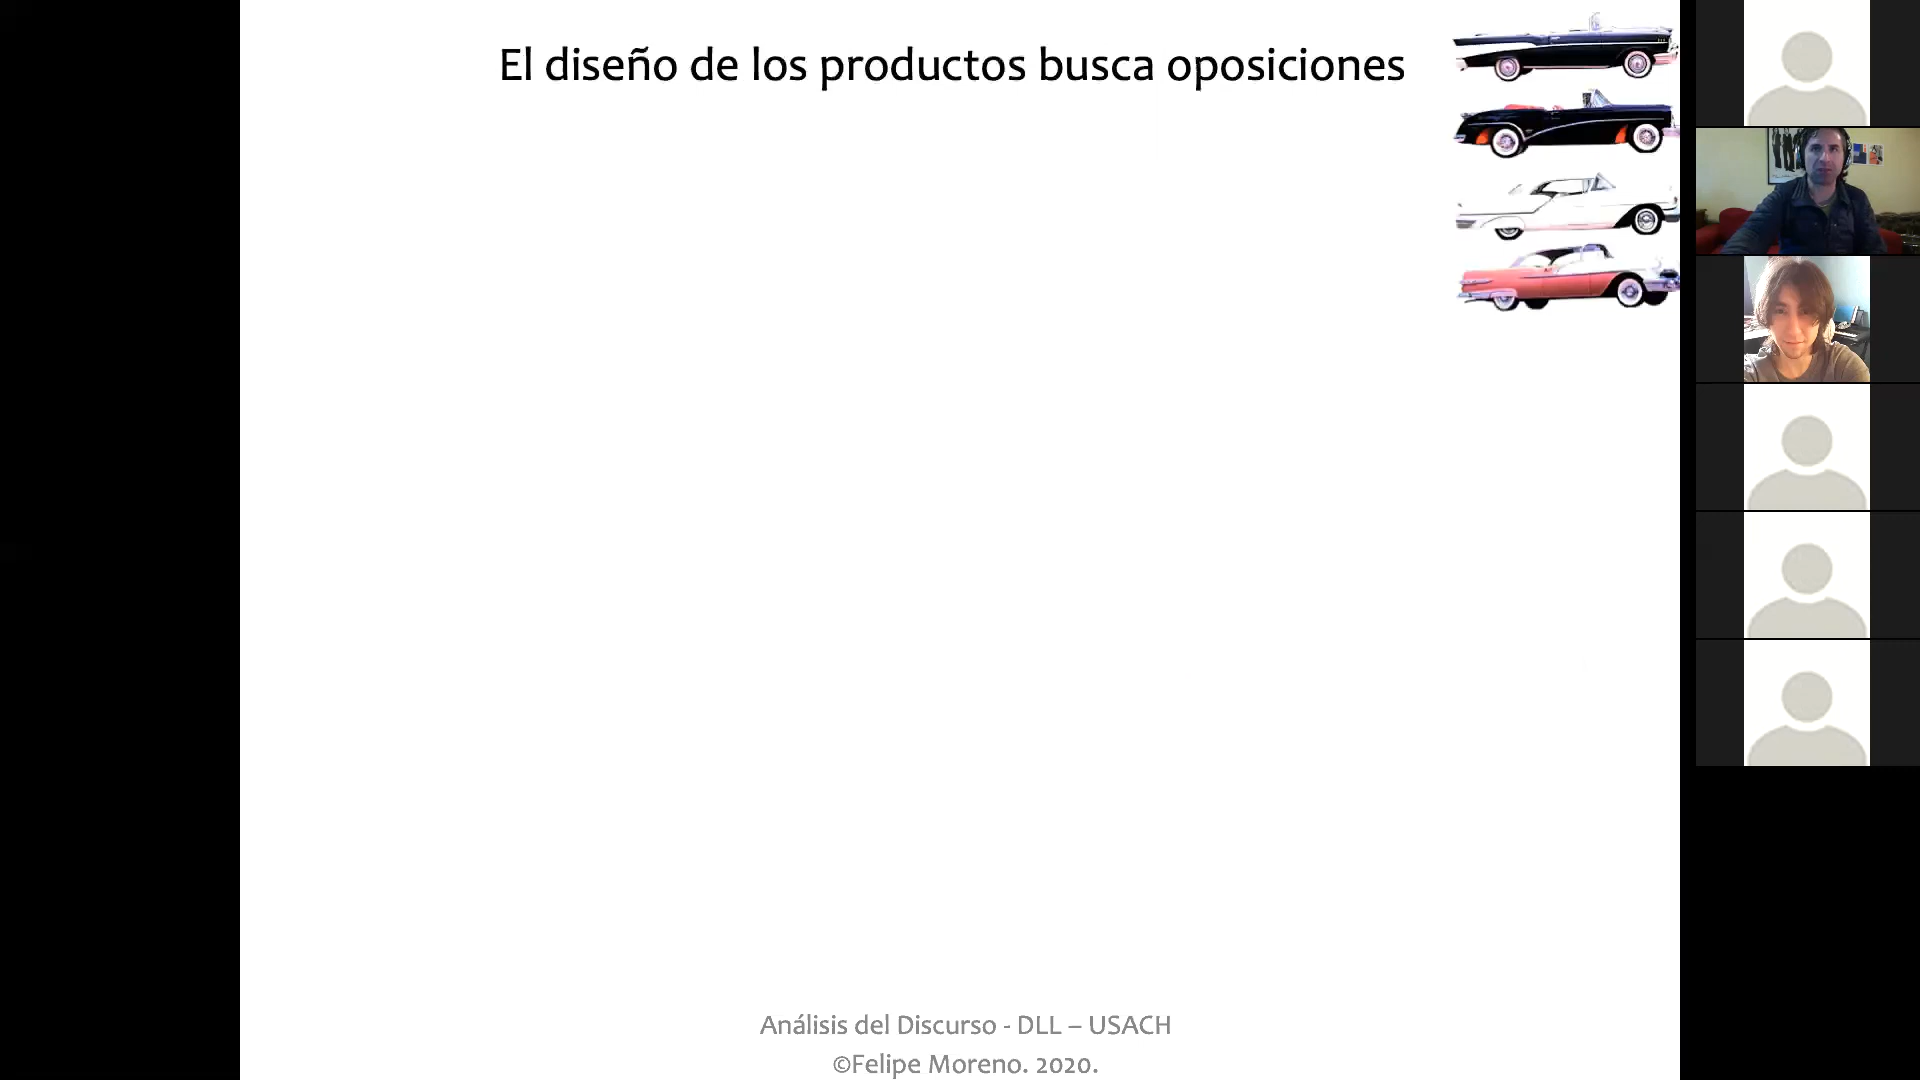 El diseño de los productos busca oposiciones
Análisis del Discurso - DLL – USACH
©Felipe Moreno. 2020.